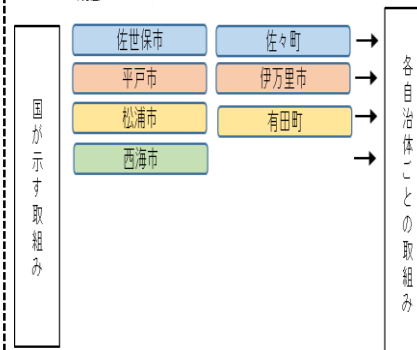 国が示す取組み
佐世保市 佐々町 →
平戸市 伊万里市 →
松浦市 有田町 →
西海市 →
各自治体ごとの取組み